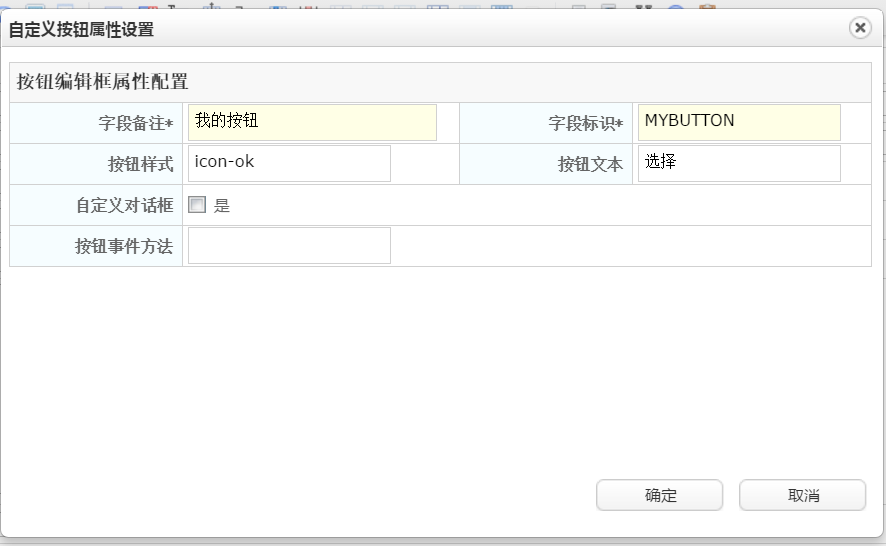 自定义按钮属性设置
按钮编辑框属性配置
字段备注* 我的按钮 字段标识* MYBUTTON
按钮样式 icon-ok 按钮文本 选择
自定义对话框 是
按钮事件方法
确定 取消